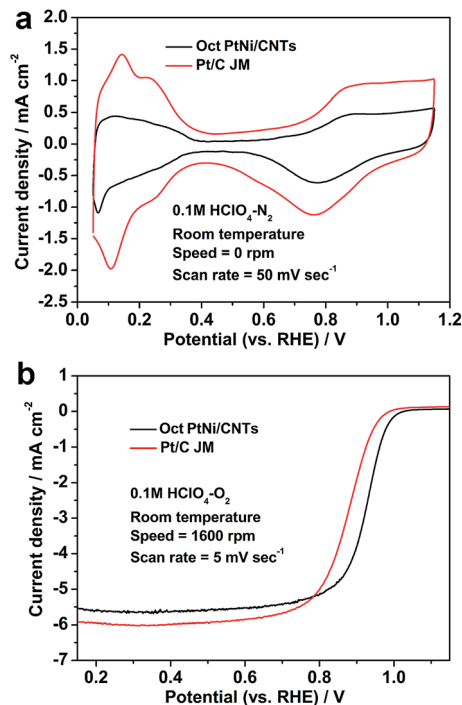 a
Current density / mA cm⁻²
2.0
1.5
1.0
0.5
0.0
-0.5
-1.0
-1.5
-2.0
-2.5
Oct PtNi/CNTs
Pt/C JM
0.1M HClO₄-N₂
Room temperature
Speed = 0 rpm
Scan rate = 50 mV sec⁻¹
0.0 0.2 0.4 0.6 0.8 1.0 1.2
Potential (vs. RHE) / V
b
Current density / mA cm⁻²
1
0
-1
-2
-3
-4
-5
-6
-7
Oct PtNi/CNTs
Pt/C JM
0.1M HClO₄-O₂
Room temperature
Speed = 1600 rpm
Scan rate = 5 mV sec⁻¹
0.2 0.4 0.6 0.8 1.0
Potential (vs. RHE) / V